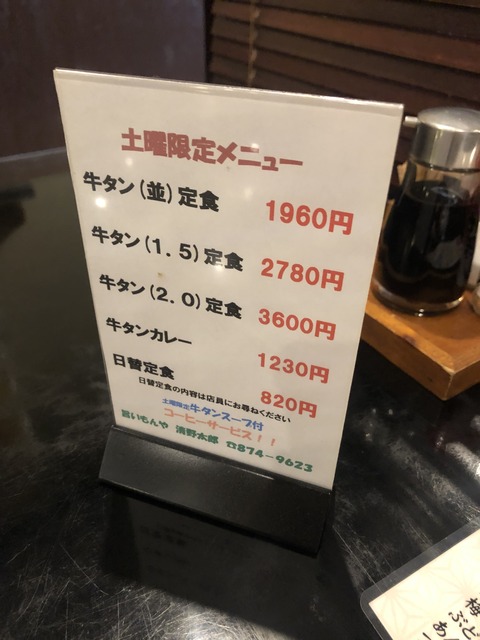 土曜限定メニュー
牛タン(並)定食 1960円
牛タン(1.5)定食 2780円
牛タン(2.0)定食 3600円
牛タンカレー 1230円
日替定食 820円
日替定食の内容は店員にお尋ねください
土曜限定牛タンスープ付
コーヒーサービス!!
旨いもんや 濱野太郎 ☎874-9623